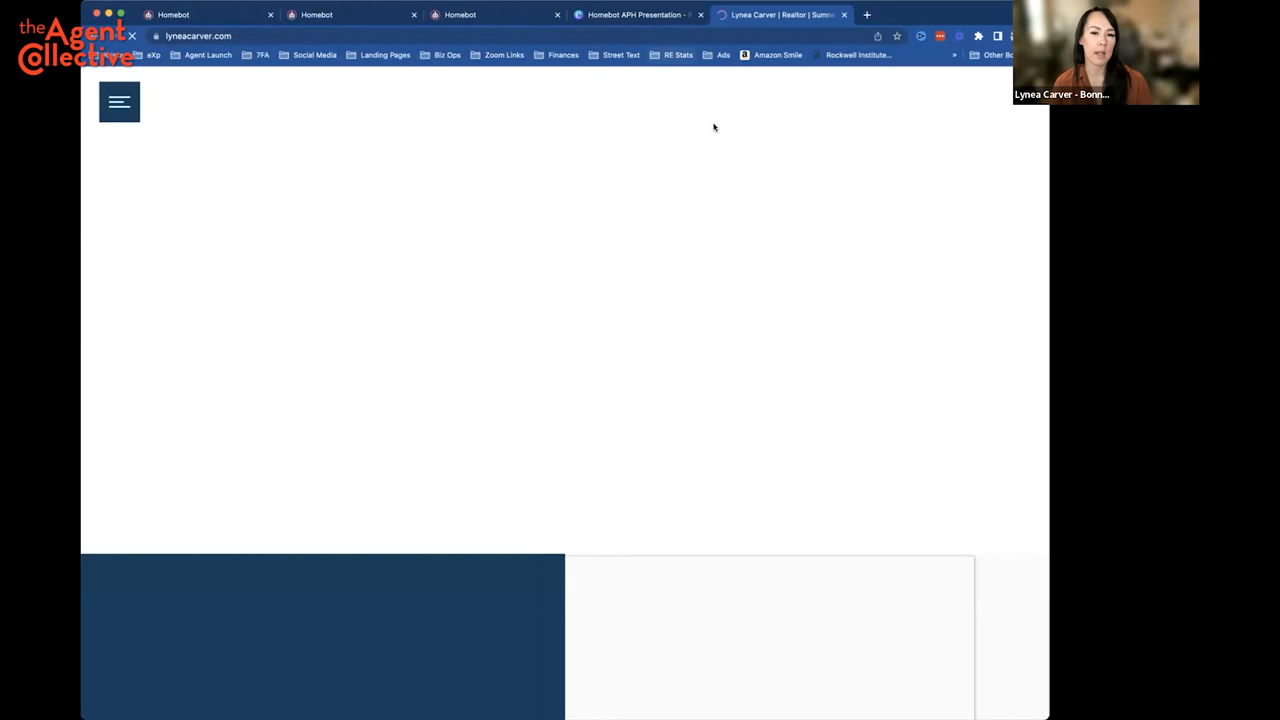 the Agent
Collective
Homebot
Homebot
Homebot
Homebot APH Presentation -
Lynea Carver | Realtor | Sumne
lyneacarver.com
eXp
Agent Launch
7FA
Social Media
Landing Pages
Biz Ops
Zoom Links
Finances
Street Text
RE Stats
Ads
Amazon Smile
Rockwell Institute...
»
Other Bo
Lynea Carver - Bonn...